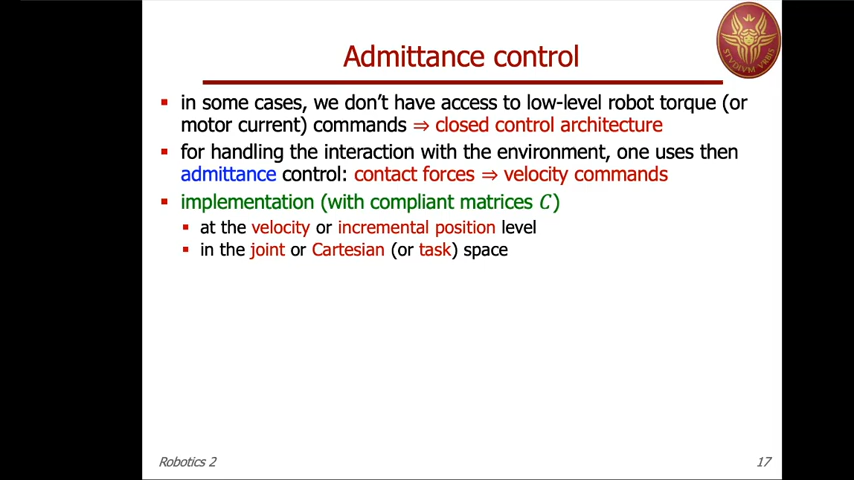 Admittance control
STVDIVM VRBIS
▪ in some cases, we don't have access to low-level robot torque (or
motor current) commands ⇒ closed control architecture
▪ for handling the interaction with the environment, one uses then
admittance control: contact forces ⇒ velocity commands
▪ implementation (with compliant matrices C)
▪ at the velocity or incremental position level
▪ in the joint or Cartesian (or task) space
Robotics 2
17